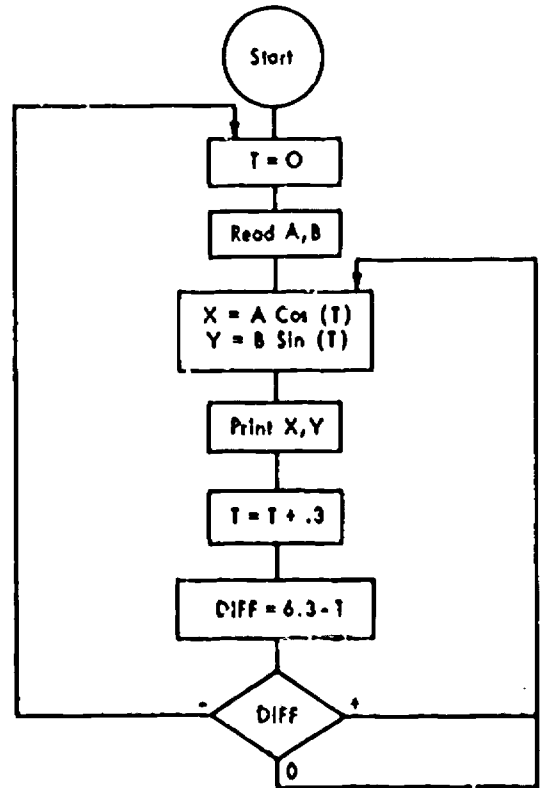 Start
T = O
Read A,B
X = A Cos (T)
Y = B Sin (T)
Print X,Y
T = T + .3
DIFF = 6.3-T
- DIFF +
0